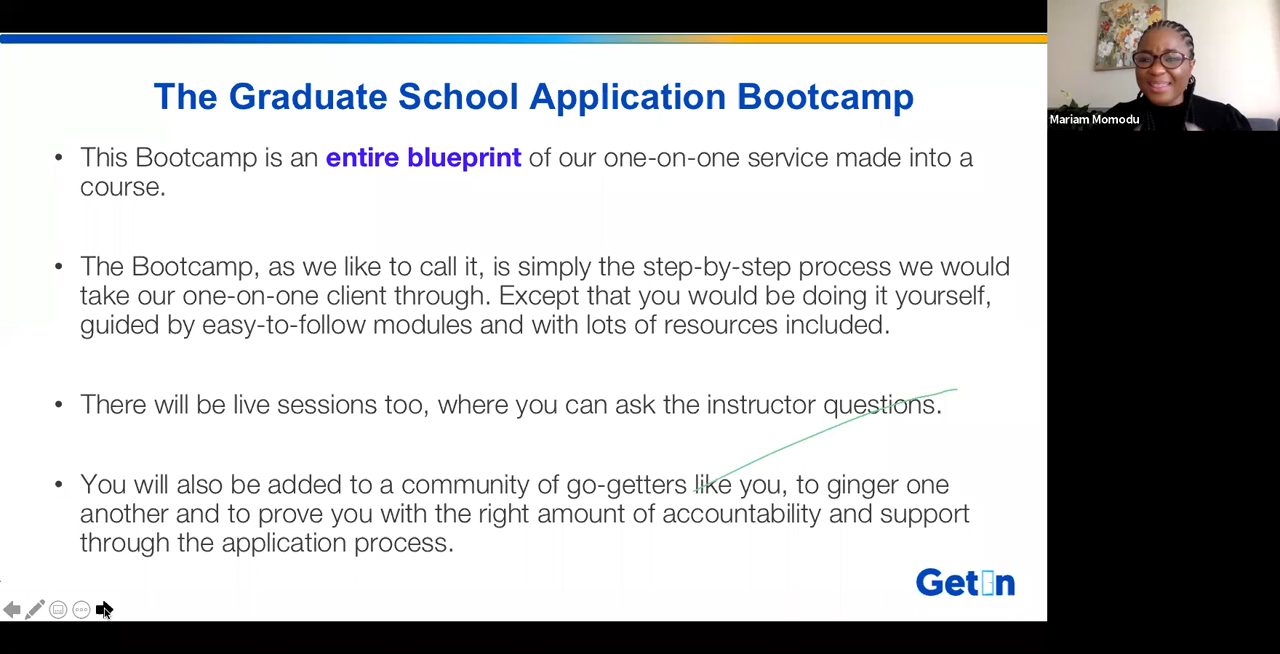 The Graduate School Application Bootcamp
• This Bootcamp is an entire blueprint of our one-on-one service made into a
course.
• The Bootcamp, as we like to call it, is simply the step-by-step process we would
take our one-on-one client through. Except that you would be doing it yourself,
guided by easy-to-follow modules and with lots of resources included.
• There will be live sessions too, where you can ask the instructor questions.
• You will also be added to a community of go-getters like you, to ginger one
another and to prove you with the right amount of accountability and support
through the application process.
GetIn
Mariam Momodu